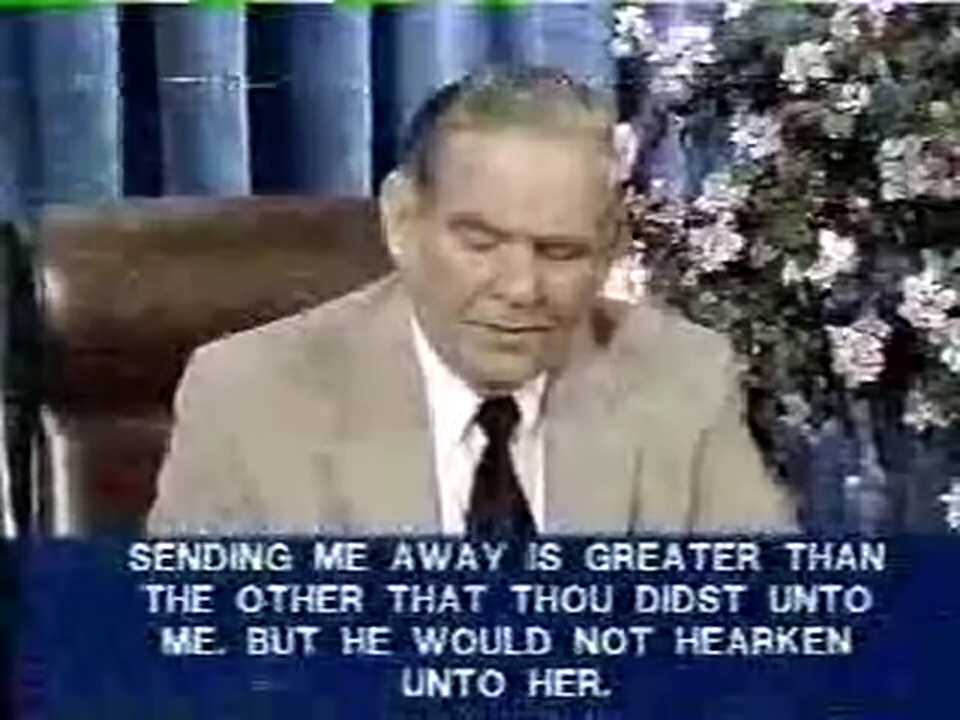 SENDING ME AWAY IS GREATER THAN
THE OTHER THAT THOU DIDST UNTO
ME. BUT HE WOULD NOT HEARKEN
UNTO HER.